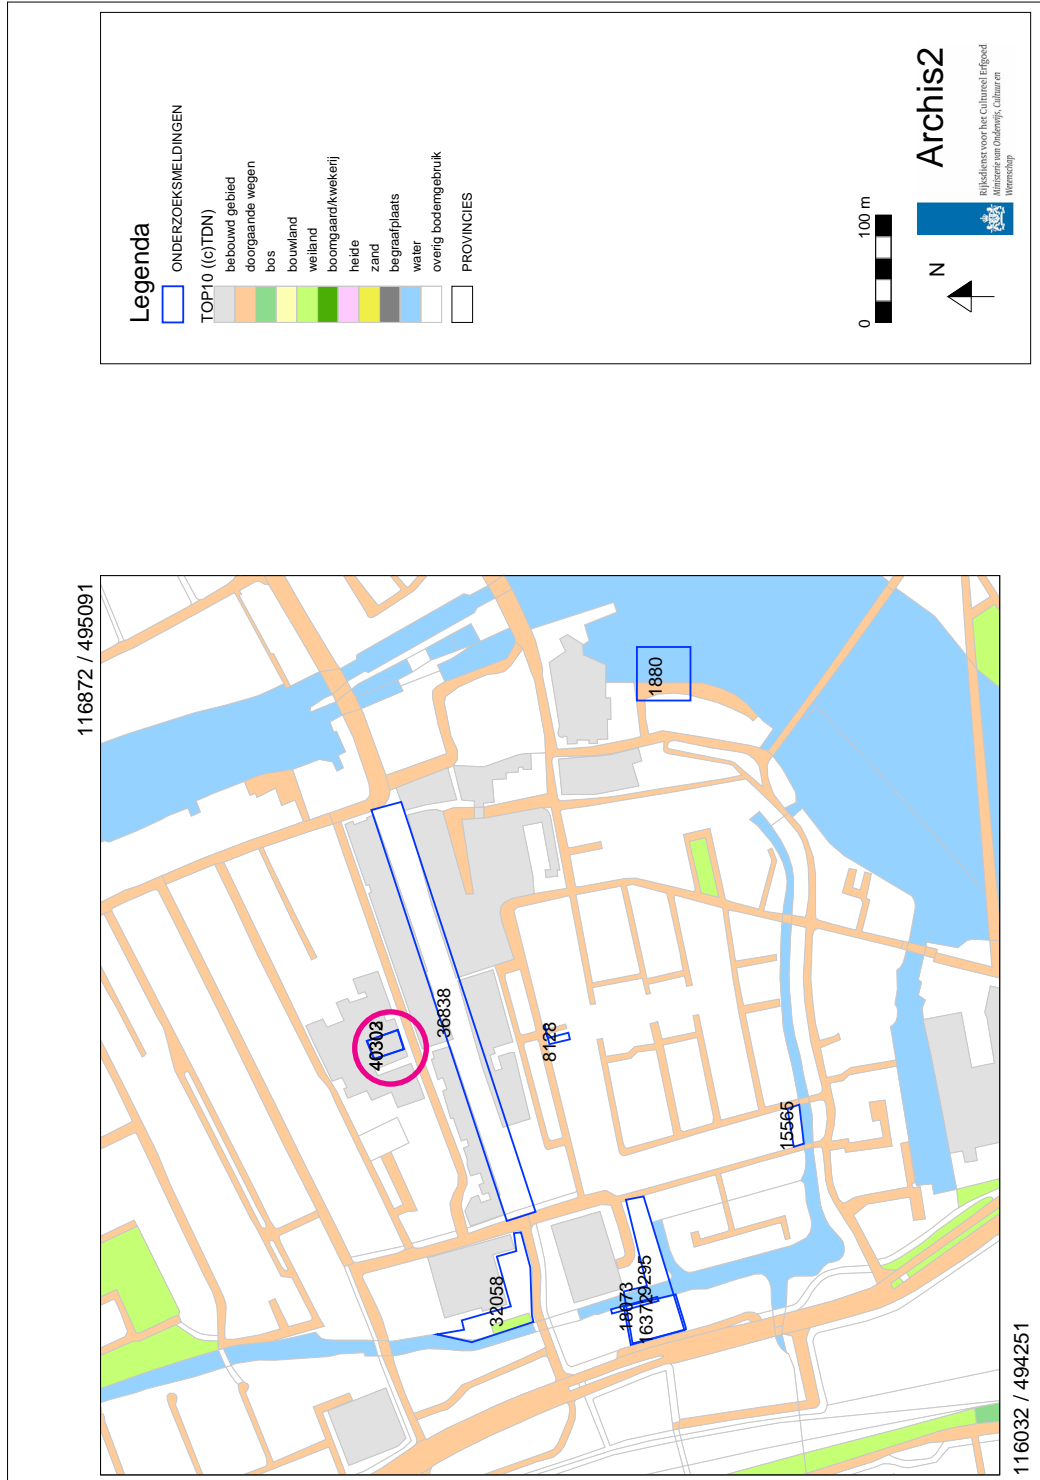 Legenda
ONDERZOEKSMELDINGEN
TOP10 ((c)TDN)
bebouwd gebied
doorgaande wegen
bos
bouwland
weiland
boomgaard/kwekerij
heide
zand
begraafplaats
water
overig bodemgebruik
PROVINCIES
0
100 m
N
Archis2
Rijksdienst voor het Cultureel Erfgoed
Ministerie van Onderwijs, Cultuur en
Wetenschap
116872 / 495091
36838
8128
1880
15565
32058
116032 / 494251